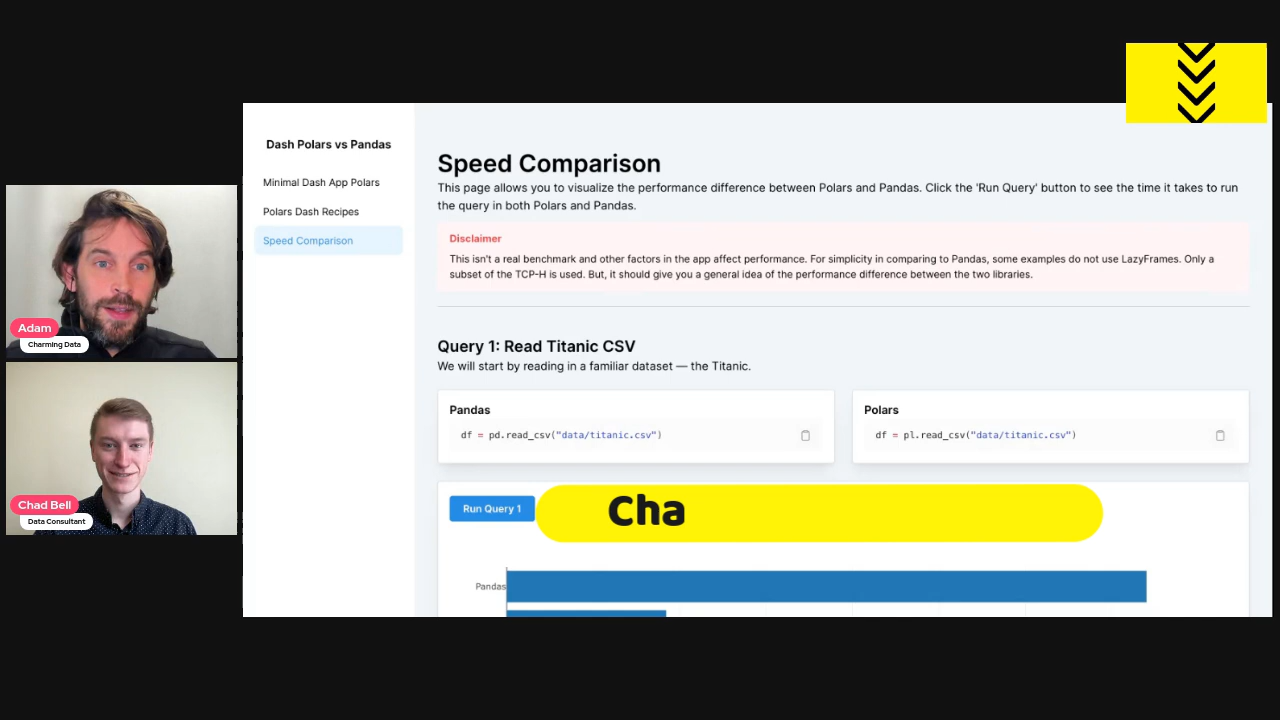 Dash Polars vs Pandas
Minimal Dash App Polars
Polars Dash Recipes
Speed Comparison
Speed Comparison
This page allows you to visualize the performance difference between Polars and Pandas. Click the 'Run Query' button to see the time it takes to run
the query in both Polars and Pandas.
Disclaimer
This isn't a real benchmark and other factors in the app affect performance. For simplicity in comparing to Pandas, some examples do not use LazyFrames. Only a
subset of the TCP-H is used. But, it should give you a general idea of the performance difference between the two libraries.
Query 1: Read Titanic CSV
We will start by reading in a familiar dataset — the Titanic.
Pandas
df = pd.read_csv("data/titanic.csv")
Polars
df = pl.read_csv("data/titanic.csv")
Run Query 1
Cha
Pandas
Adam
Charming Data
Chad Bell
Data Consultant